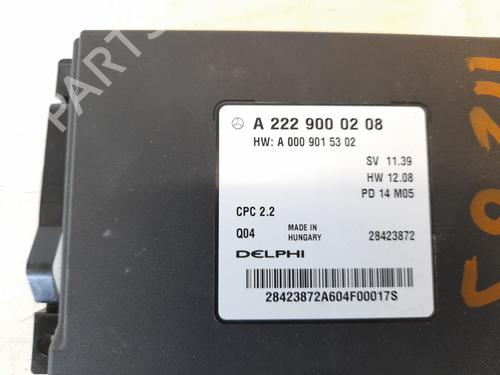 PARTS
A 222 900 02 08
HW: A 000 901 53 02
SV 11.39
HW 12.08
PD 14 M05
CPC 2.2
Q04 MADE IN HUNGARY 28423872
DELPHI
28423872A604F00017S